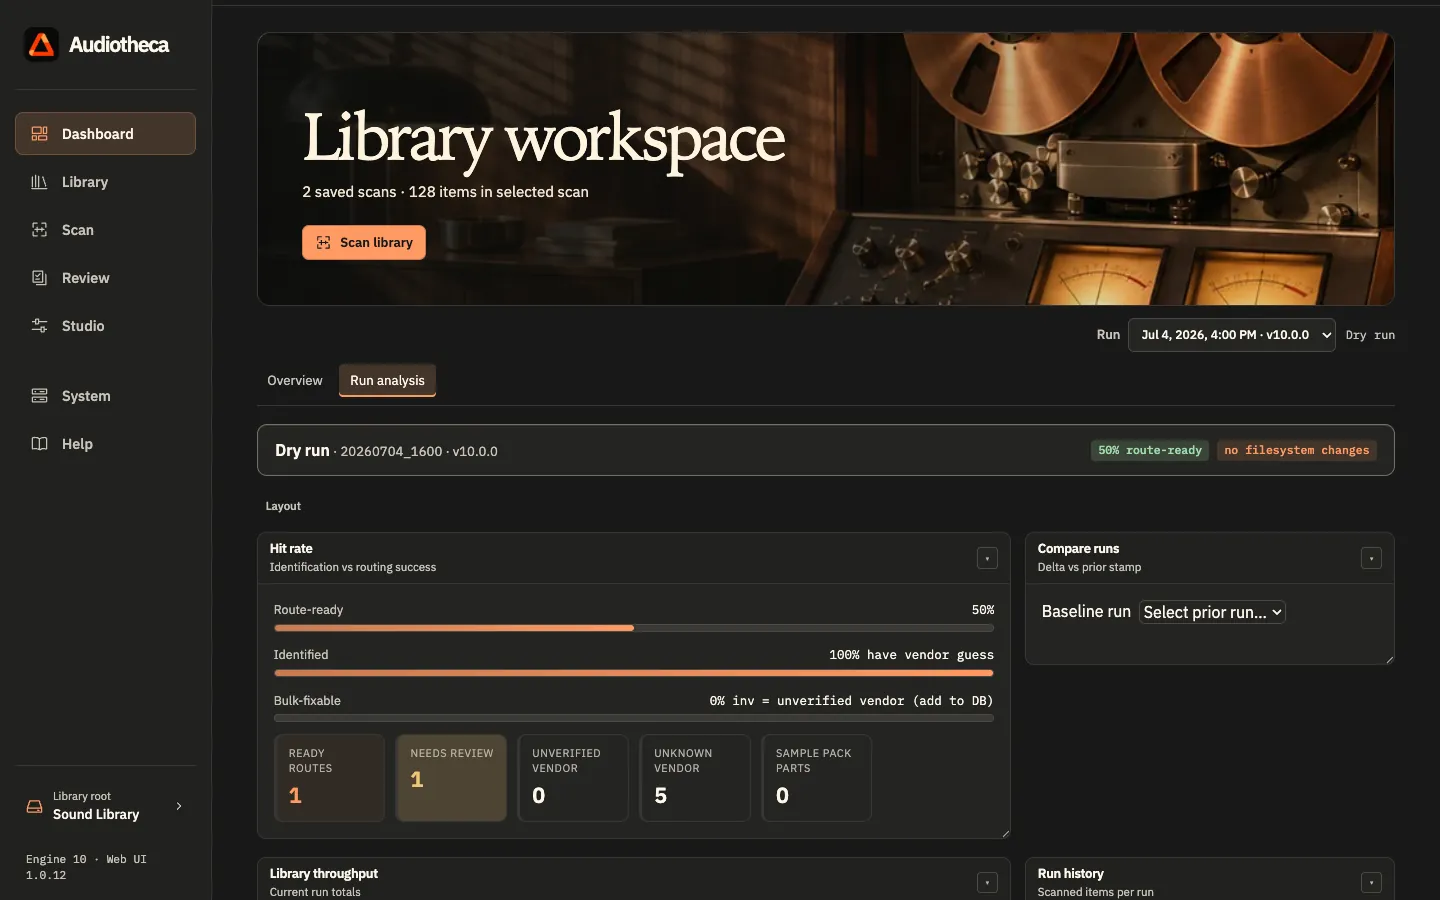 Audiotheca
Dashboard
Library
Scan
Review
Studio
System
Help
Library root
Sound Library
Engine 10 · Web UI
1.0.12
Library workspace
2 saved scans · 128 items in selected scan
Scan library
Run
Jul 4, 2026, 4:00 PM · v10.0.0
Dry run
Overview
Run analysis
Dry run · 20260704_1600 · v10.0.0
50% route-ready
no filesystem changes
Layout
Hit rate
Identification vs routing success
Route-ready
50%
Identified
100% have vendor guess
Bulk-fixable
0% inv = unverified vendor (add to DB)
READY
ROUTES
1
NEEDS REVIEW
1
UNVERIFIED
VENDOR
0
UNKNOWN
VENDOR
5
SAMPLE PACK
PARTS
0
Compare runs
Delta vs prior stamp
Baseline run
Select prior run...
Library throughput
Current run totals
Run history
Scanned items per run